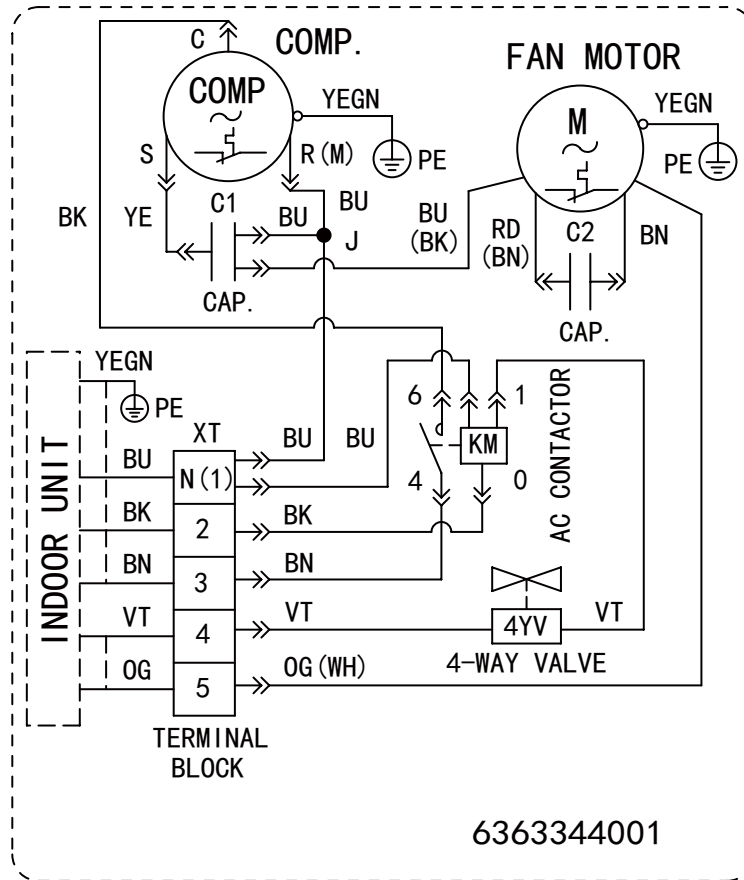 C
COMP.
FAN MOTOR
COMP
YEGN
M
YEGN
S
R(M)
PE
PE
BK
YE
C1
BU
BU
J
BU
(BK)
RD
(BN)
C2
BN
CAP.
CAP.
YEGN
PE
XT
6
1
BU
N(1)
BU
BU
KM
4
0
AC CONTACTOR
INDOOR UNIT
BK
2
BK
BN
3
BN
VT
4
VT
4YV
VT
OG
5
OG(WH)
4-WAY VALVE
TERMINAL
BLOCK
6363344001